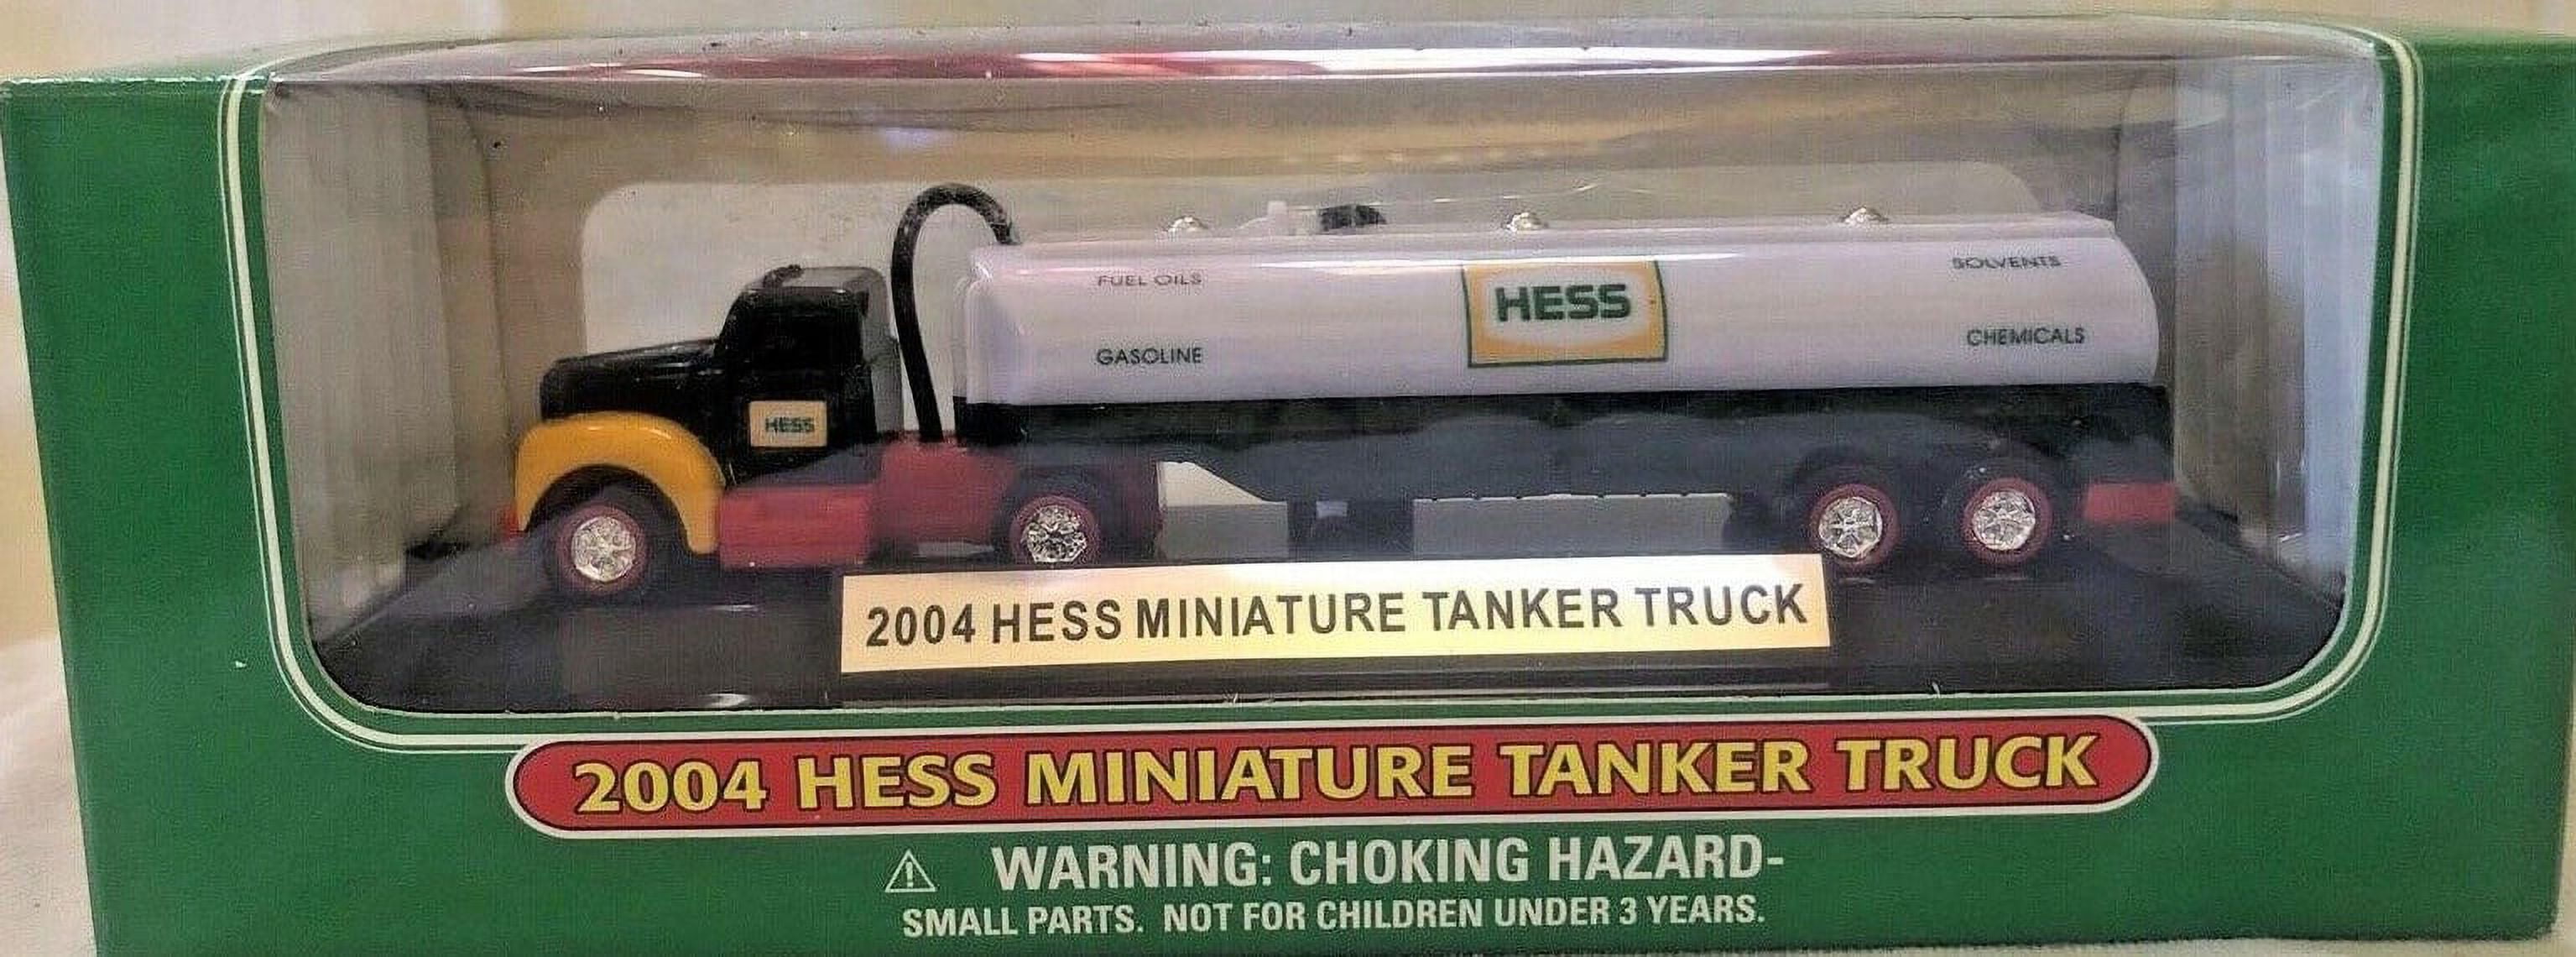 FUEL OILS
SOLVENTS
HESS
GASOLINE
CHEMICALS
HESS
2004 HESS MINIATURE TANKER TRUCK
2004 HESS MINIATURE TANKER TRUCK
WARNING: CHOKING HAZARD-
SMALL PARTS. NOT FOR CHILDREN UNDER 3 YEARS.